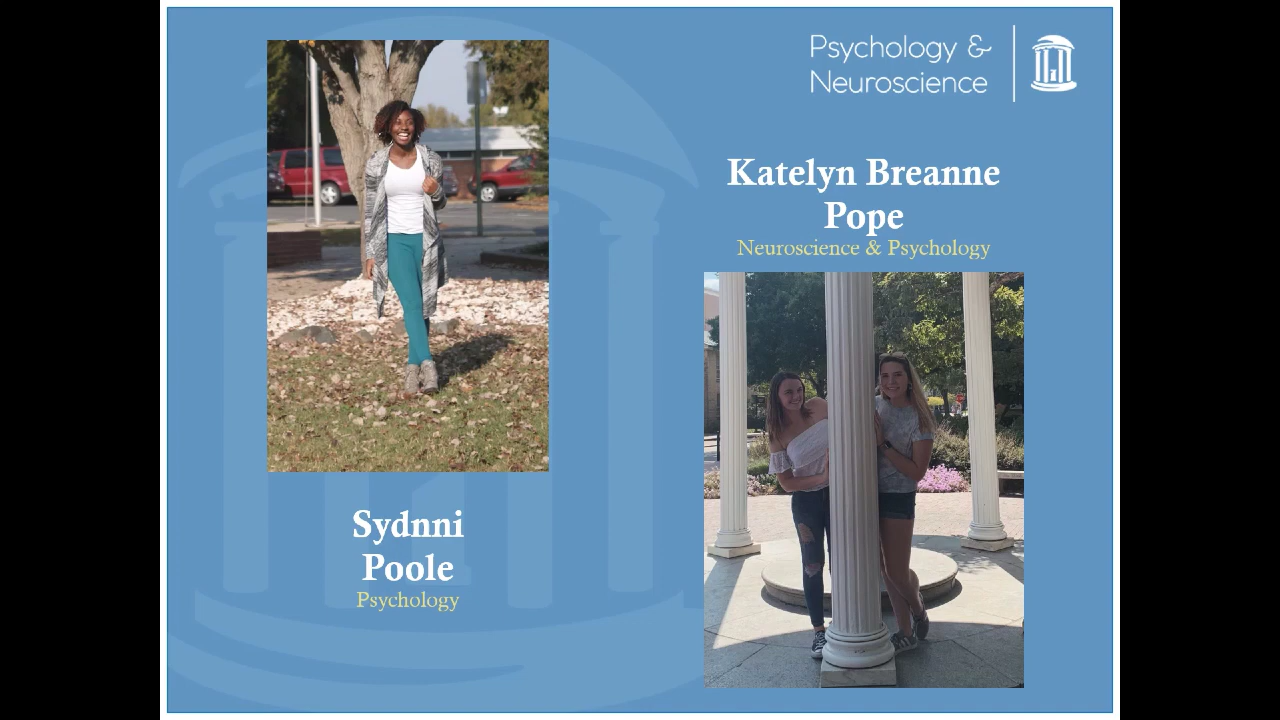 Psychology &
Neuroscience
Katelyn Breanne
Pope
Neuroscience & Psychology
Sydnni
Poole
Psychology